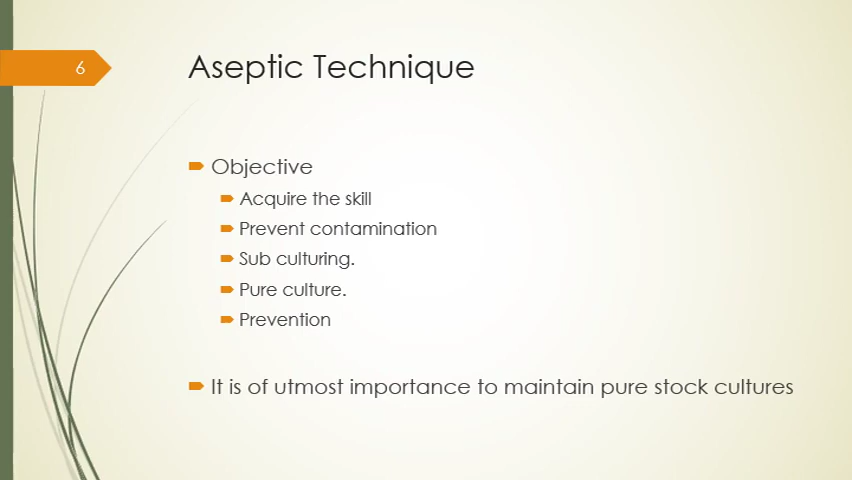 6
Aseptic Technique
Objective
Acquire the skill
Prevent contamination
Sub culturing.
Pure culture.
Prevention
It is of utmost importance to maintain pure stock cultures